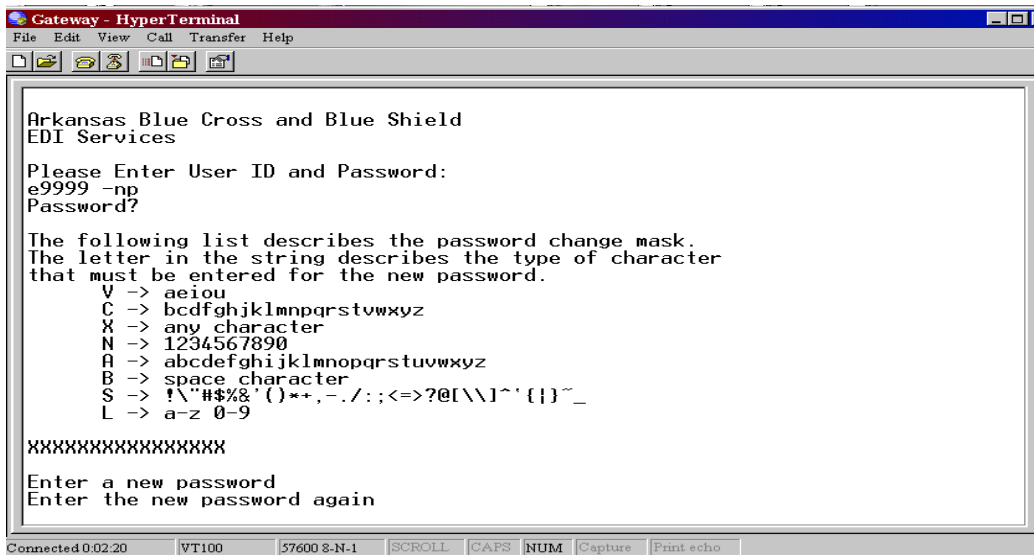 Gateway - HyperTerminal
File Edit View Call Transfer Help
Arkansas Blue Cross and Blue Shield
EDI Services
Please Enter User ID and Password:
e9999 -np
Password?
The following list describes the password change mask.
The letter in the string describes the type of character
that must be entered for the new password.
V -> aeiou
C -> bcdfghjklmnpqrstvwxyz
X -> any character
N -> 1234567890
A -> abcdefghijklmnopqrstuvwxyz
B -> space character
S -> !\"#$%&'()*+,-./:;<=>?@[\\]^`{|}~_
L -> a-z 0-9
XXXXXXXXXXXXXXXX
Enter a new password
Enter the new password again
Connected 0:02:20 VT100 57600 8-N-1 SCROLL CAPS NUM Capture Print echo